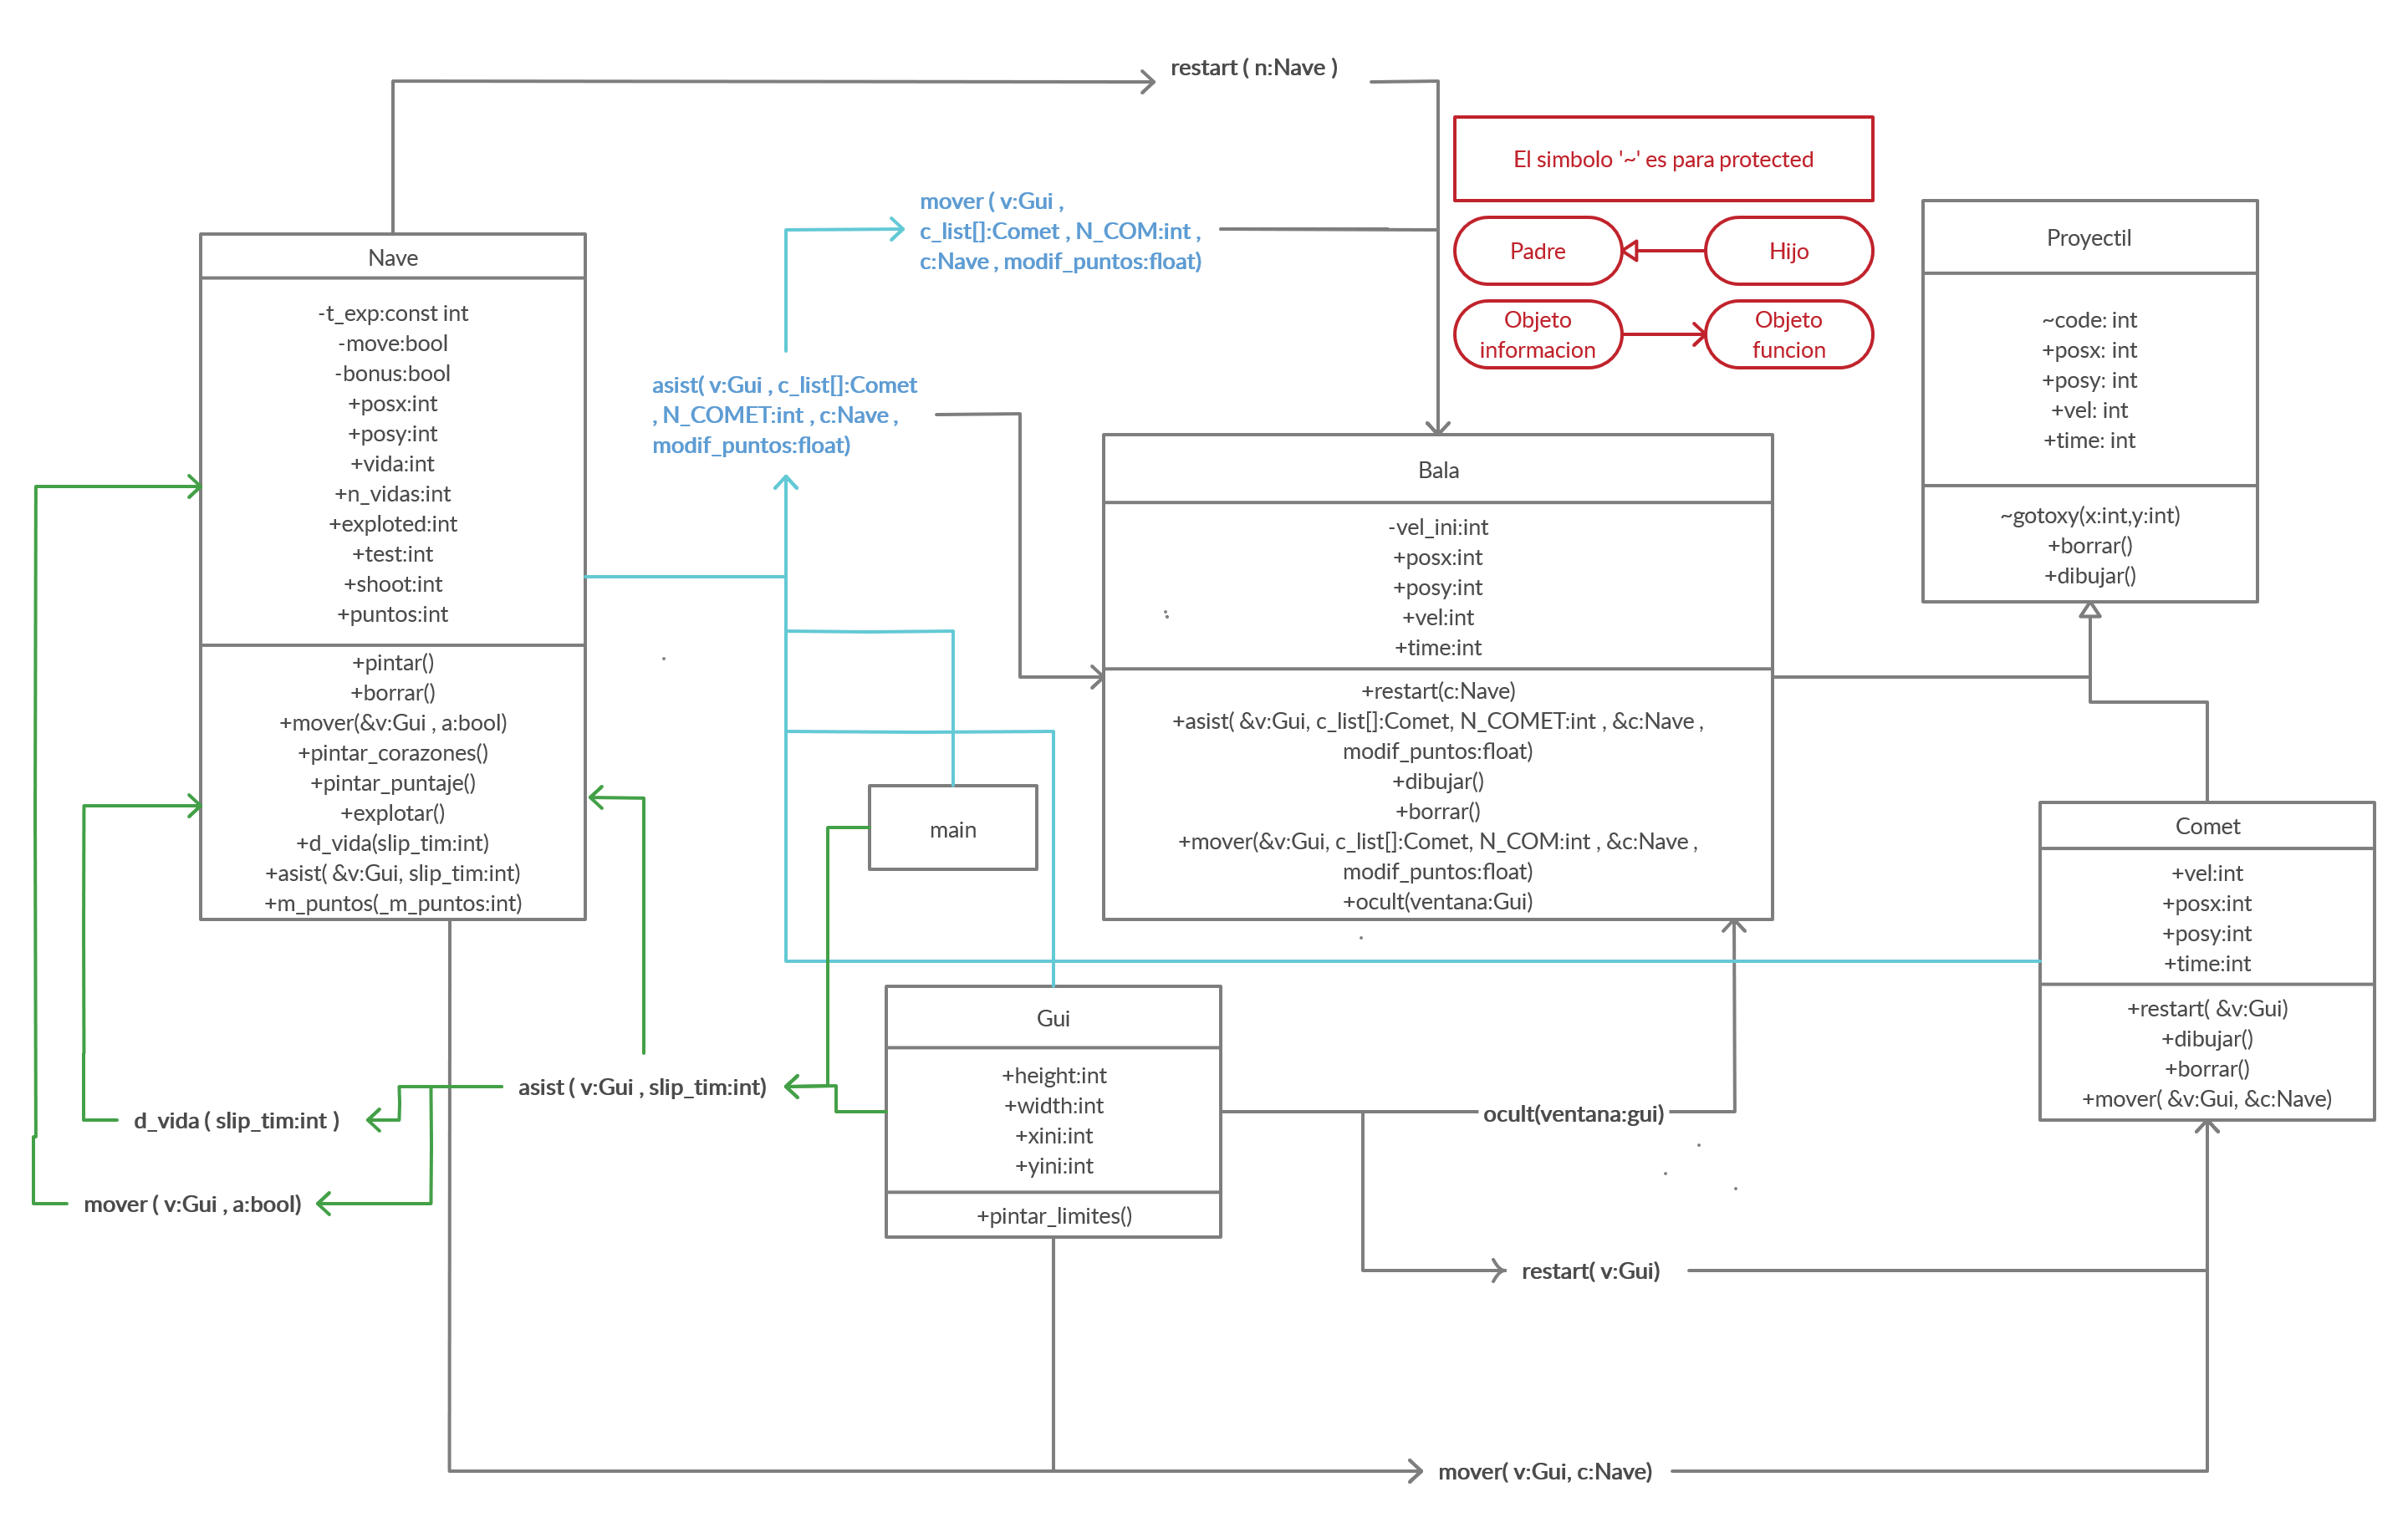 restart ( n:Nave )
El simbolo '~' es para protected
mover ( v:Gui ,
c_list[]:Comet , N_COM:int ,
c:Nave , modif_puntos:float)
Padre
Hijo
Objeto
informacion
Objeto
funcion
Nave
-t_exp:const int
-move:bool
-bonus:bool
+posx:int
+posy:int
+vida:int
+n_vidas:int
+exploted:int
+test:int
+shoot:int
+puntos:int
+pintar()
+borrar()
+mover(&v:Gui , a:bool)
+pintar_corazones()
+pintar_puntaje()
+explotar()
+d_vida(slip_tim:int)
+asist( &v:Gui, slip_tim:int)
+m_puntos(_m_puntos:int)
asist( v:Gui , c_list[]:Comet
, N_COMET:int , c:Nave ,
modif_puntos:float)
Proyectil
~code: int
+posx: int
+posy: int
+vel: int
+time: int
~gotoxy(x:int,y:int)
+borrar()
+dibujar()
Bala
-vel_ini:int
+posx:int
+posy:int
+vel:int
+time:int
+restart(c:Nave)
+asist( &v:Gui, c_list[]:Comet, N_COMET:int , &c:Nave ,
modif_puntos:float)
+dibujar()
+borrar()
+mover(&v:Gui, c_list[]:Comet, N_COM:int , &c:Nave ,
modif_puntos:float)
+ocult(ventana:Gui)
main
Comet
+vel:int
+posx:int
+posy:int
+time:int
+restart( &v:Gui)
+dibujar()
+borrar()
+mover( &v:Gui, &c:Nave)
Gui
+height:int
+width:int
+xini:int
+yini:int
+pintar_limites()
asist ( v:Gui , slip_tim:int)
d_vida ( slip_tim:int )
mover ( v:Gui , a:bool)
ocult(ventana:gui)
restart( v:Gui)
mover( v:Gui, c:Nave)